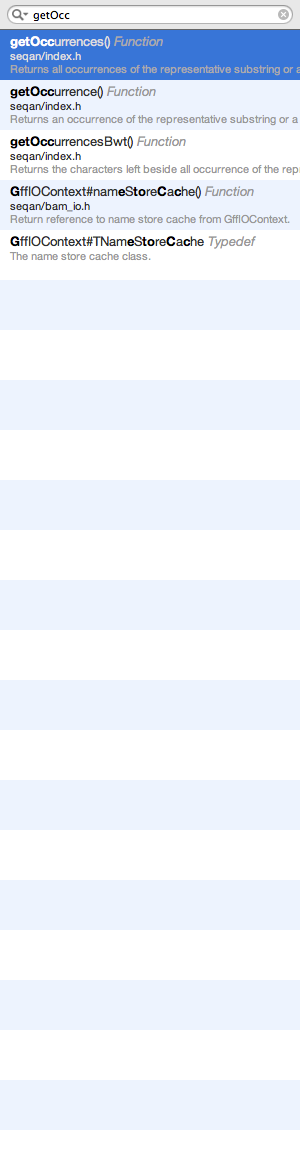 getOcc
getOccurrences() Function
seqan/index.h
Returns all occurrences of the representative substring or a
getOccurrence() Function
seqan/index.h
Returns an occurrence of the representative substring or a
getOccurrencesBwt() Function
seqan/index.h
Returns the characters left beside all occurrence of the rep
GffIOContext#nameStoreCache() Function
seqan/bam_io.h
Return reference to name store cache from GffIOContext.
GffIOContext#TNameStoreCache Typedef
The name store cache class.